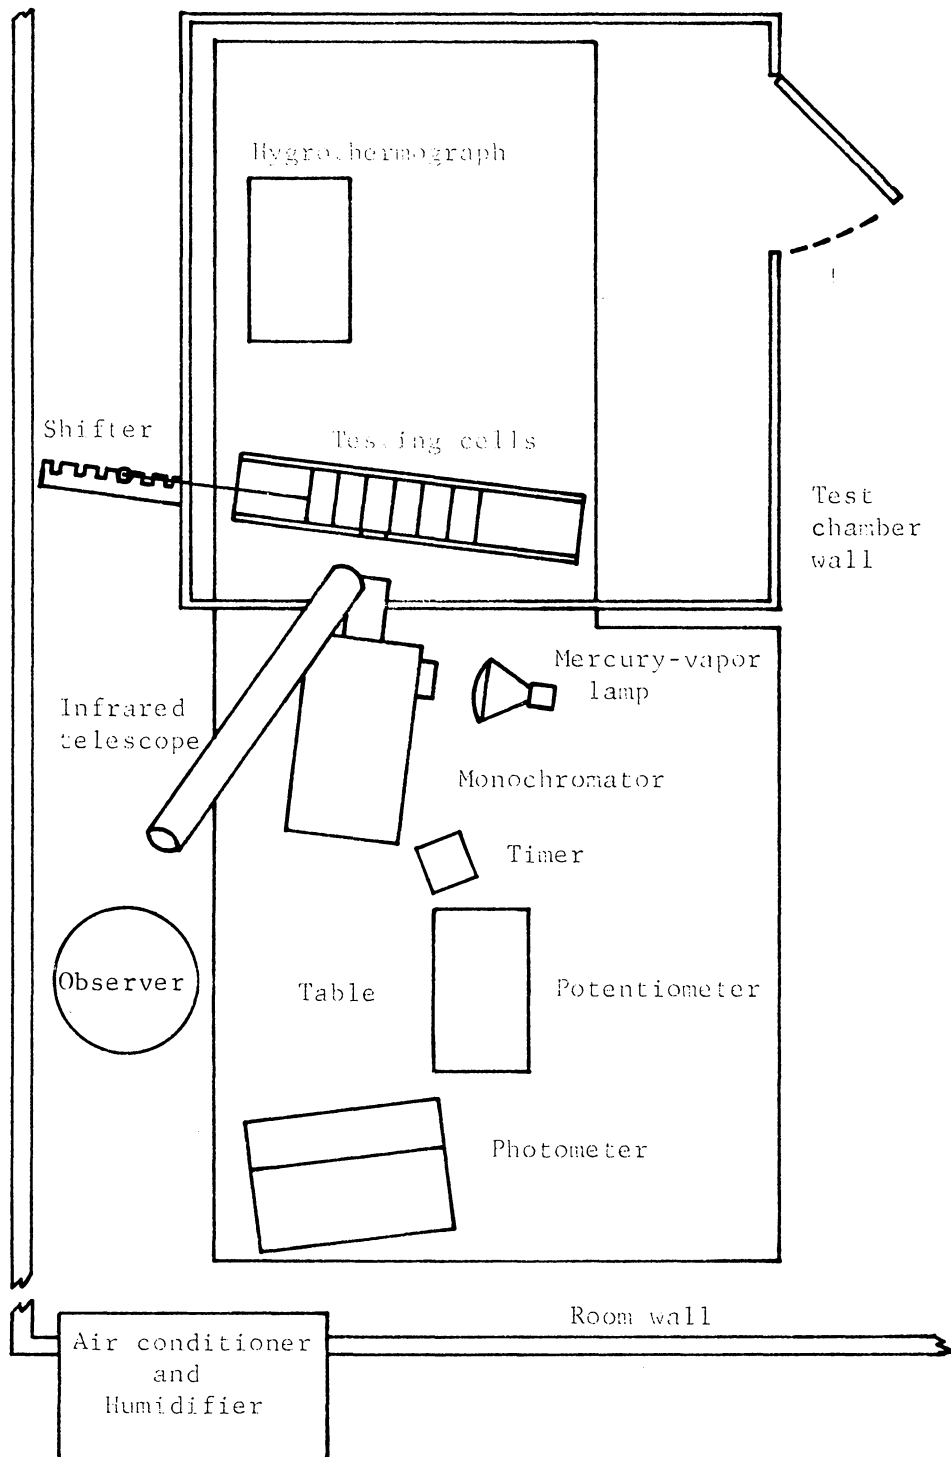 Hygrothermograph
Shifter
Testing cells
Test
chamber
wall
Mercury-vapor
lamp
Infrared
telescope
Monochromator
Timer
Observer
Table
Potentiometer
Photometer
Room wall
Air conditioner
and
Humidifier